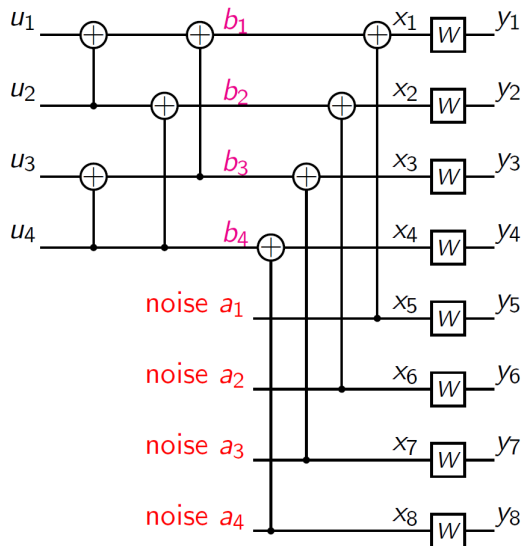 u₁ b₁ x₁ W y₁
u₂ b₂ x₂ W y₂
u₃ b₃ x₃ W y₃
u₄ b₄ x₄ W y₄
noise a₁ x₅ W y₅
noise a₂ x₆ W y₆
noise a₃ x₇ W y₇
noise a₄ x₈ W y₈